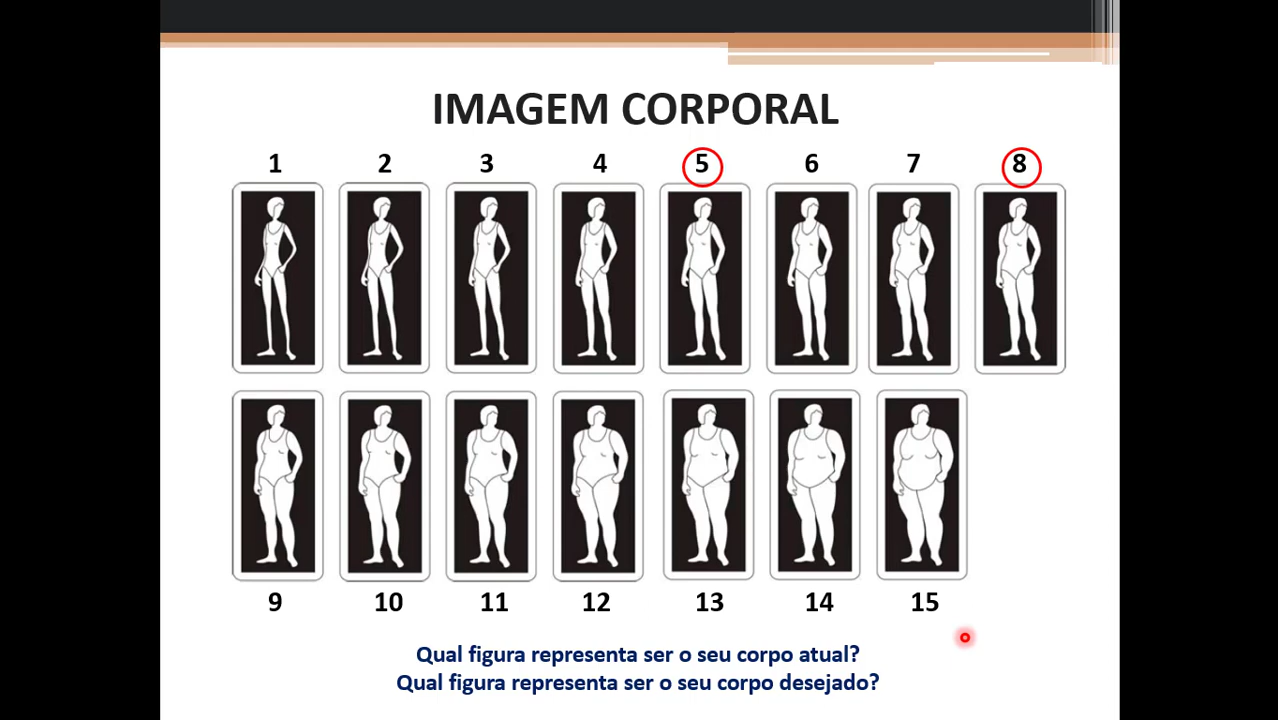 IMAGEM CORPORAL
1 2 3 4 5 6 7 8
9 10 11 12 13 14 15
Qual figura representa ser o seu corpo atual?
Qual figura representa ser o seu corpo desejado?